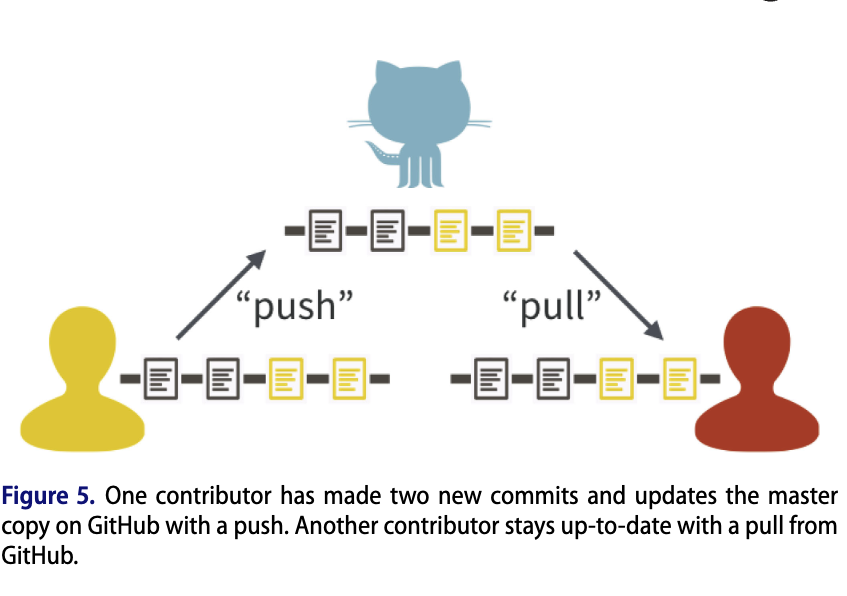 “push”
“pull”
Figure 5. One contributor has made two new commits and updates the master
copy on GitHub with a push. Another contributor stays up-to-date with a pull from
GitHub.